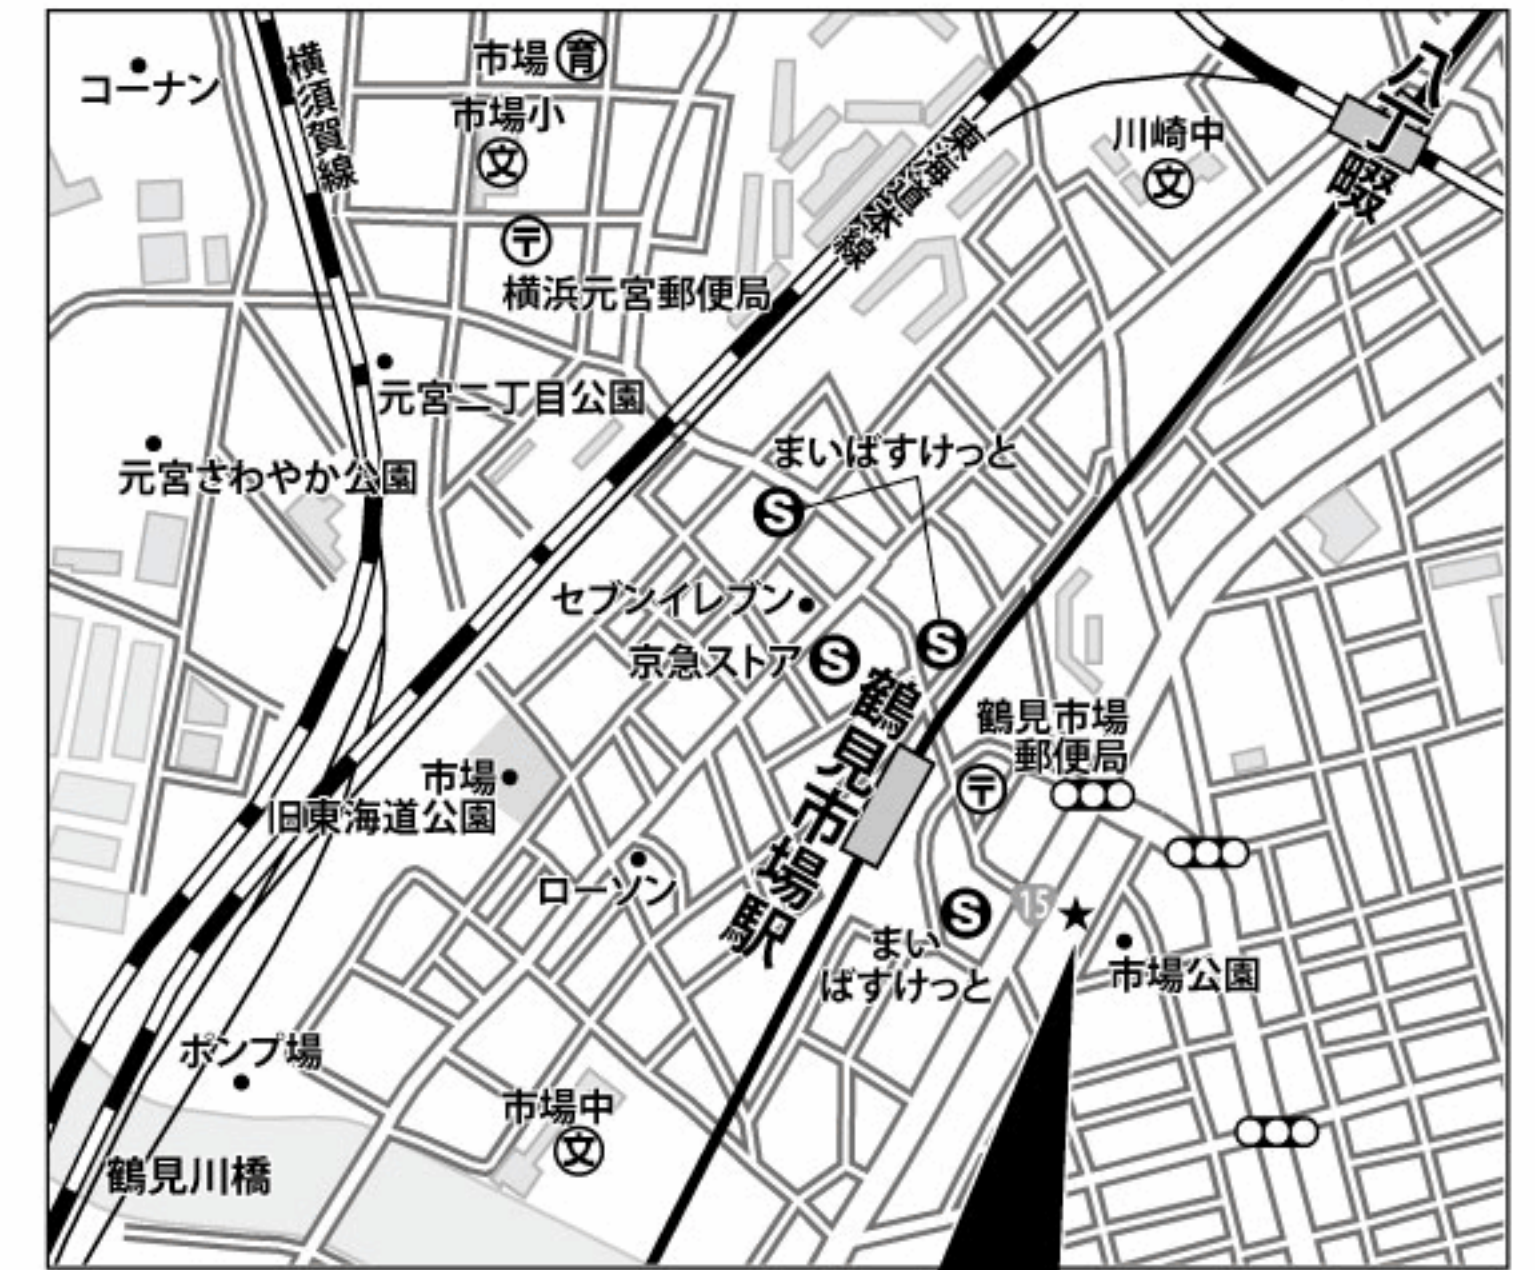 横須賀線
コーナン
市場 育
市場小
文
〒
横浜元宮郵便局
東海道本線
川崎中
文
八丁畷
元宮二丁目公園
元宮さわやか公園
まいばすけっと
S
セブンイレブン
京急ストア S
S
鶴見市場駅
鶴見市場
郵便局
〒
市場
旧東海道公園
ローソン
S
15
まい
ばすけっと
市場公園
ポンプ場
市場中
文
鶴見川橋